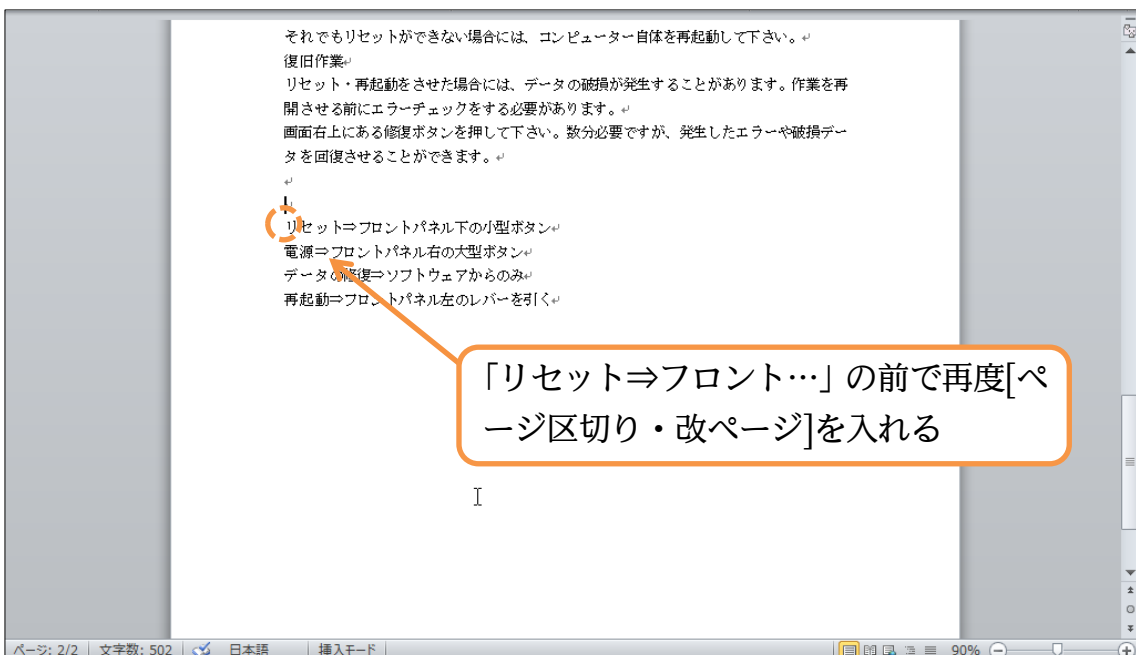 それでもリセットができない場合には、コンピューター自体を再起動して下さい。↵
復旧作業↵
リセット・再起動をさせた場合には、データの破損が発生することがあります。作業を再
開させる前にエラーチェックをする必要があります。↵
画面右上にある修復ボタンを押して下さい。数分必要ですが、発生したエラーや破損デー
タを回復させることができます。↵
↵
↵
リセット⇒フロントパネル下の小型ボタン↵
電源⇒フロントパネル右の大型ボタン↵
データの修復⇒ソフトウェアからのみ↵
再起動⇒フロントパネル左のレバーを引く↵
「リセット⇒フロント…」の前で再度[ペ
ージ区切り・改ページ]を入れる
ページ: 2/2 文字数: 502 日本語 挿入モード 90%